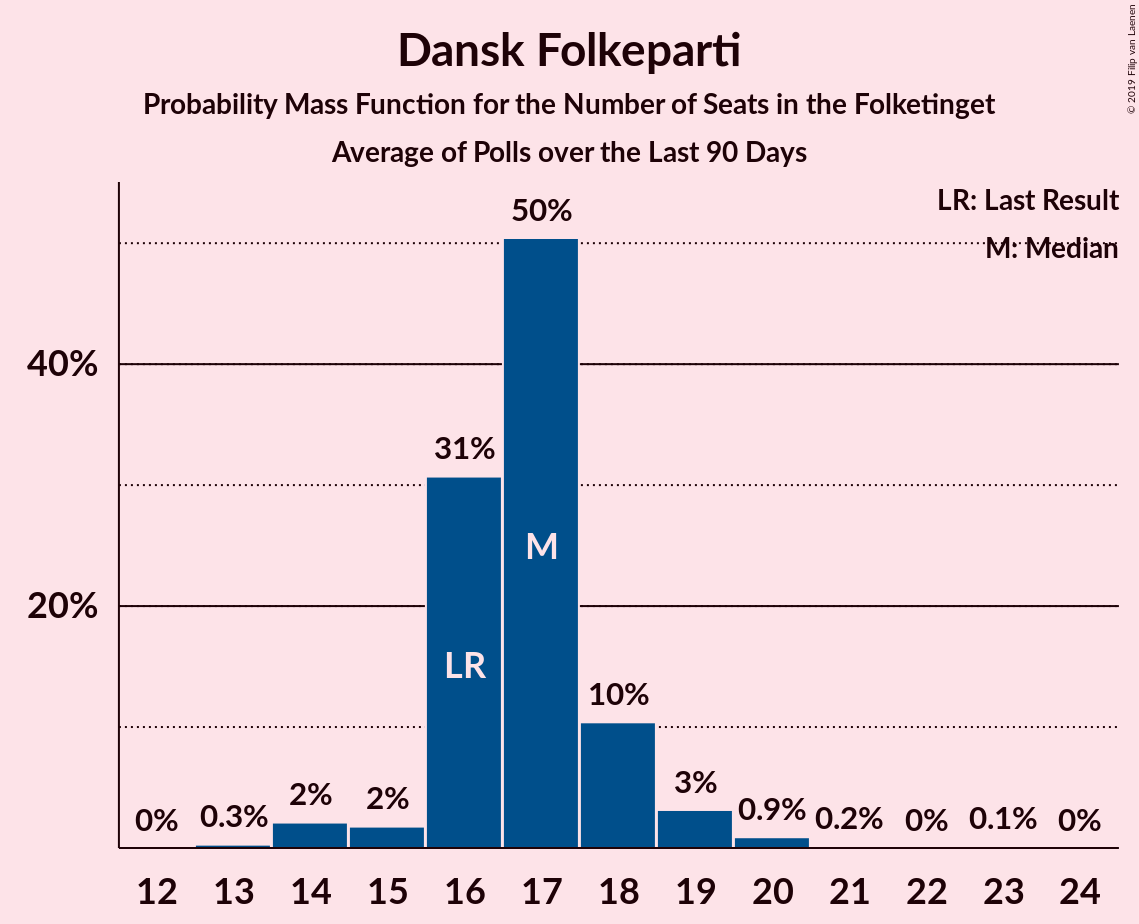 Dansk Folkeparti
Probability Mass Function for the Number of Seats in the Folketinget
Average of Polls over the Last 90 Days
© 2019 Filip van Laenen
LR: Last Result
M: Median
50%
40%
31%
M
20%
LR
10%
3%
2%
2%
0.9%
0%
0.3%
0.2%
0%
0.1%
0%
12 13 14 15 16 17 18 19 20 21 22 23 24